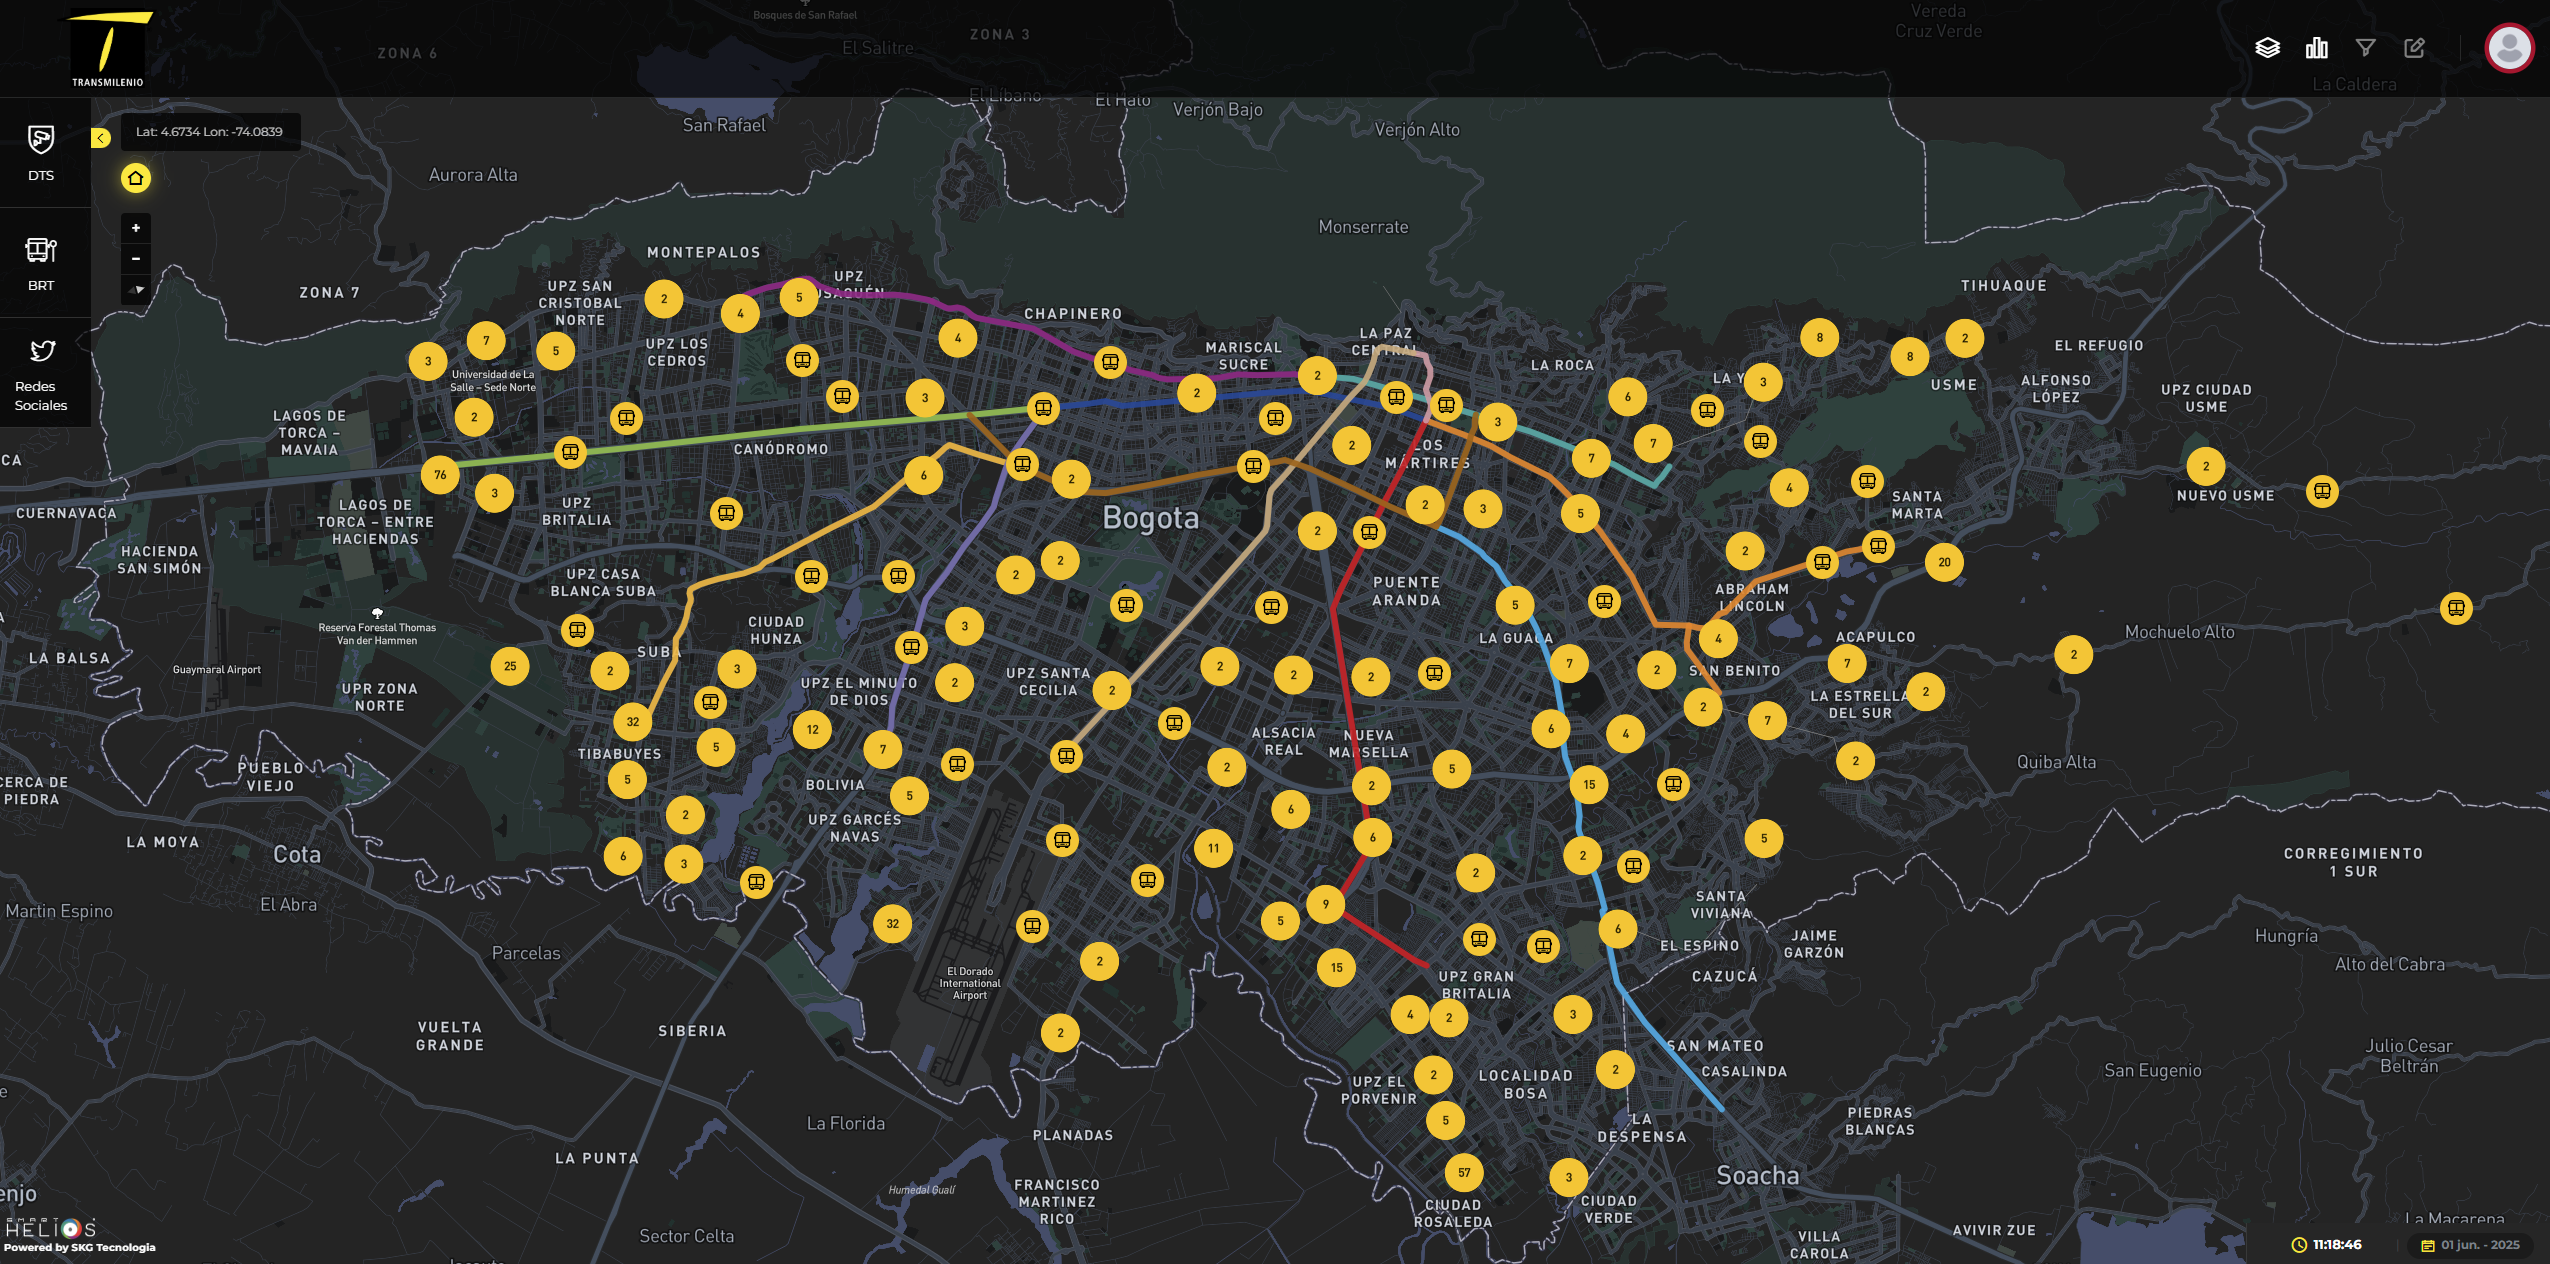 Bosques de San Rafael
Vereda
Cruz Verde
ZONA 6
El Salitre
ZONA 3
TRANSMILENIO
La Caldera
El Líbano
El Hato
Verjón Bajo
San Rafael
Verjón Alto
Lat: 4.6734 Lon: -74.0839
DTS
Aurora Alta
Monserrate
+
−
BRT
MONTEPALOS
ZONA 7
UPZ SAN
CRISTOBAL
NORTE
UPZ
USAQUÉN
TIHUAQUE
2
4
5
CHAPINERO
LA PAZ
CENTRAL
7
5
3
UPZ LOS
CEDROS
4
MARISCAL
SUCRE
8
8
2
EL REFUGIO
Redes
Sociales
Universidad de La
Salle – Sede Norte
LA ROCA
2
3
USME
ALFONSO
LÓPEZ
UPZ CIUDAD
USME
LAGOS DE
TORCA –
MAVAIA
2
3
2
6
3
CANÓDROMO
2
LOS
MÁRTIRES
7
7
CA
76
3
6
2
4
2
NUEVO USME
SANTA
MARTA
CUERNAVACA
LAGOS DE
TORCA – ENTRE
HACIENDAS
UPZ
BRITALIA
Bogota
2
3
5
2
HACIENDA
SAN SIMÓN
UPZ CASA
BLANCA SUBA
2
2
2
20
PUENTE
ARANDA
ABRAHAM
LINCOLN
5
Reserva Forestal Thomas
Van der Hammen
CIUDAD
HUNZA
3
LA GUACA
4
ACAPULCO
Mochuelo Alto
LA BALSA
Guaymaral Airport
25
SUBA
2
3
UPZ EL MINUTO
DE DIOS
2
UPZ SANTA
CECILIA
2
2
2
2
7
2
SAN BENITO
7
2
UPR ZONA
NORTE
LA ESTRELLA
DEL SUR
2
2
7
32
12
7
5
TIBABUYES
ALSACIA
REAL
NUEVA
MARSELLA
6
4
2
Quiba Alta
PUEBLO
VIEJO
CERCA DE
PIEDRA
5
BOLIVIA
5
2
5
2
15
6
LA MOYA
Cota
2
UPZ GARCÉS
NAVAS
6
5
6
3
11
2
2
CORREGIMIENTO
1 SUR
El Abra
Martin Espino
32
9
5
SANTA
VIVIANA
6
EL ESPINO
JAIME
GARZÓN
Hungría
Parcelas
2
15
El Dorado
International
Airport
UPZ GRAN
BRITALIA
CAZUCÁ
Alto del Cabra
VUELTA
GRANDE
SIBERIA
2
4
2
3
SAN MATEO
Julio Cesar
Beltrán
2
UPZ EL
PORVENIR
LOCALIDAD
BOSA
2
CASALINDA
San Eugenio
La Florida
PLANADAS
5
LA
DESPENSA
PIEDRAS
BLANCAS
LA PUNTA
57
3
Soacha
Humedal Gualí
FRANCISCO
MARTINEZ
RICO
CIUDAD
ROSALEDA
CIUDAD
VERDE
enjo
SMART
HELIOS
Powered by SKG Tecnologia
Sector Celta
VILLA
CAROLA
AVIVIR ZUE
La Macarena
11:18:46
01 jun. - 2025